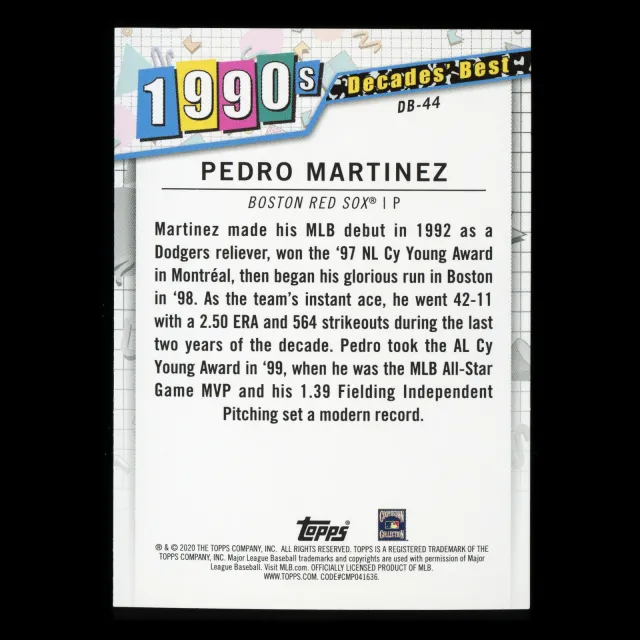 1990s Decades' Best
DB-44
PEDRO MARTINEZ
BOSTON RED SOX® | P
Martinez made his MLB debut in 1992 as a
Dodgers reliever, won the '97 NL Cy Young Award
in Montréal, then began his glorious run in Boston
in '98. As the team's instant ace, he went 42-11
with a 2.50 ERA and 564 strikeouts during the last
two years of the decade. Pedro took the AL Cy
Young Award in '99, when he was the MLB All-Star
Game MVP and his 1.39 Fielding Independent
Pitching set a modern record.
Topps®
COOPERSTOWN
COLLECTION
® & © 2020 THE TOPPS COMPANY, INC. ALL RIGHTS RESERVED. TOPPS IS A REGISTERED TRADEMARK OF THE
TOPPS COMPANY, INC. Major League Baseball trademarks and copyrights are used with permission of Major
League Baseball. Visit MLB.com. OFFICIALLY LICENSED PRODUCT OF MLB.
WWW.TOPPS.COM. CODE#CMP041636.